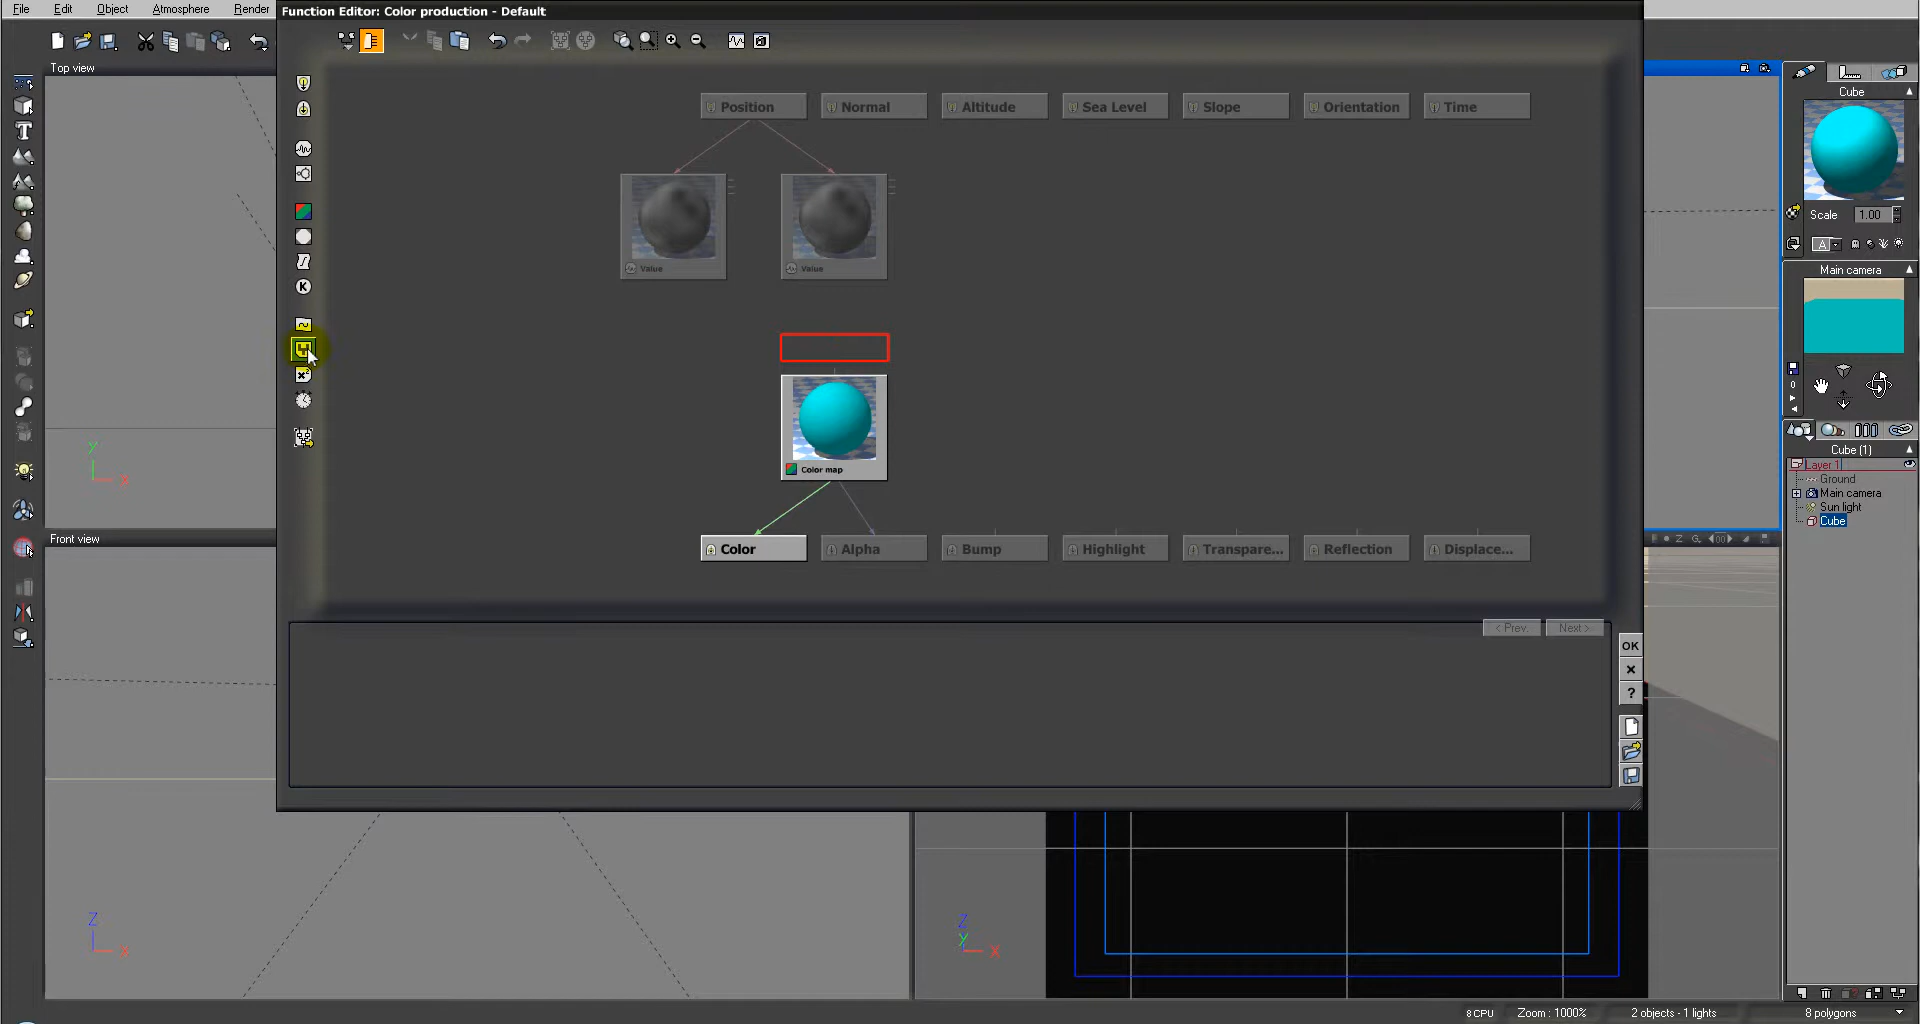 Function Editor: Color production - Default
File Edit Object Atmosphere Render
Top view
Position Normal Altitude Sea Level Slope Orientation Time
Value Value
Color map
Color Alpha Bump Highlight Transpare... Reflection Displace...
< Prev. Next >
OK
?
Front view
Cube
Scale 1.00
A
Main camera
0
Cube (1)
Layer 1
Ground
Main camera
Sun light
Cube
K
T
Y
X
Z
X
Z
Y
X
8 CPU Zoom : 1000% 2 objects - 1 lights 8 polygons